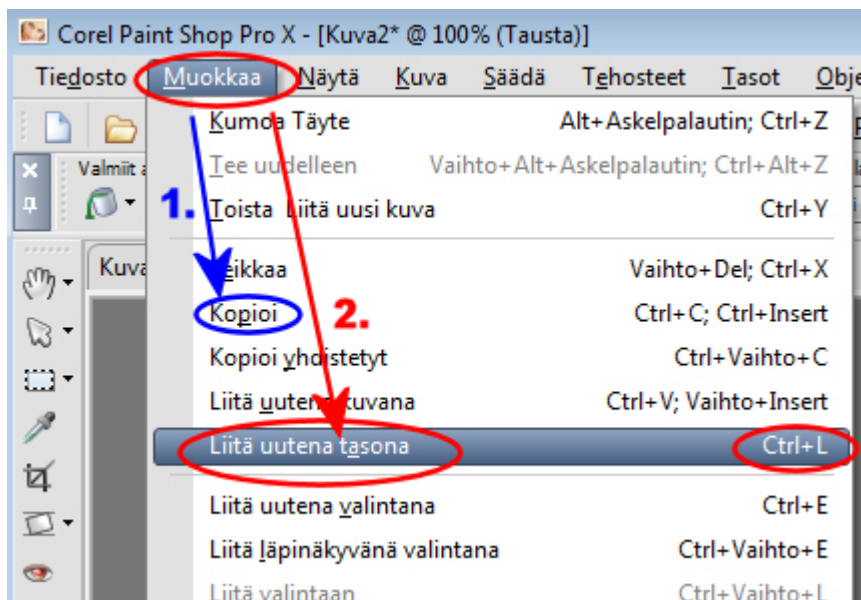 Corel Paint Shop Pro X - [Kuva2* @ 100% (Tausta)]
Tiedosto Muokkaa Näytä Kuva Säädä Tehosteet Tasot Obje
Kumoa Täyte Alt+Askelpalautin; Ctrl+Z
Valmiit a
Tee uudelleen Vaihto+Alt+Askelpalautin; Ctrl+Alt+Z
1.
Toista Liitä uusi kuva Ctrl+Y
Kuva
Leikkaa Vaihto+Del; Ctrl+X
Kopioi Ctrl+C; Ctrl+Insert
2.
Kopioi yhdistetyt Ctrl+Vaihto+C
Liitä uutena kuvana Ctrl+V; Vaihto+Insert
Liitä uutena tasona Ctrl+L
Liitä uutena valintana Ctrl+E
Liitä läpinäkyvänä valintana Ctrl+Vaihto+E
Liitä valintaan Ctrl+Vaihto+L